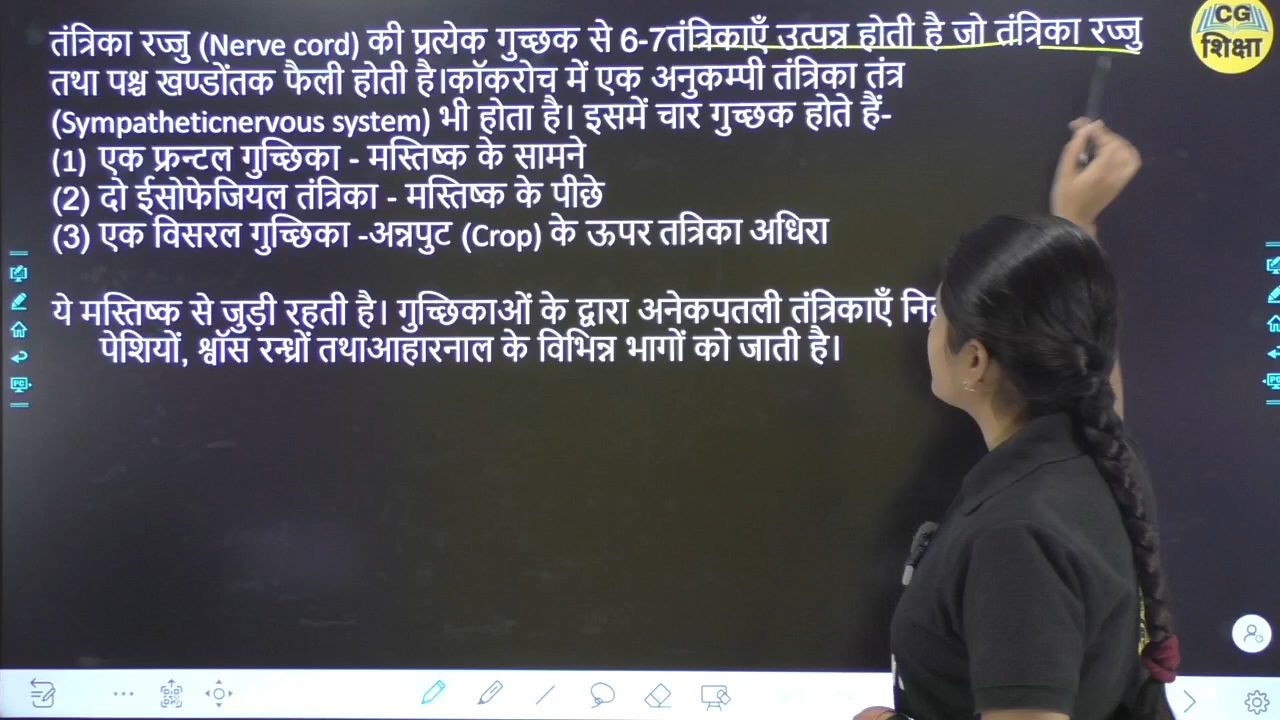 तंत्रिका रज्जु (Nerve cord) की प्रत्येक गुच्छक से 6-7तंत्रिकाएँ उत्पन्न होती है जो तंत्रिका रज्जु
तथा पश्च खण्डोंतक फैली होती है।कॉकरोच में एक अनुकम्पी तंत्रिका तंत्र
(Sympatheticnervous system) भी होता है। इसमें चार गुच्छक होते हैं-
(1) एक फ्रन्टल गुच्छिका - मस्तिष्क के सामने
(2) दो ईसोफेजियल तंत्रिका - मस्तिष्क के पीछे
(3) एक विसरल गुच्छिका -अन्नपुट (Crop) के ऊपर तत्रिका अधिरा
ये मस्तिष्क से जुड़ी रहती है। गुच्छिकाओं के द्वारा अनेकपतली तंत्रिकाएँ
पेशियों, श्वॉस रन्ध्रों तथाआहारनाल के विभिन्न भागों को जाती है।
CG
शिक्षा